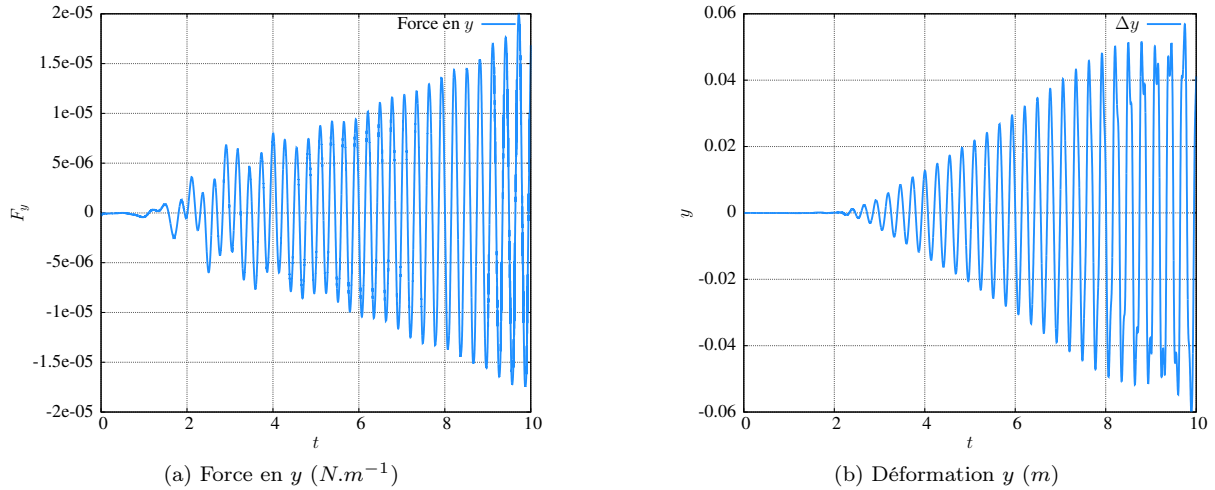 2e-05
1.5e-05
1e-05
5e-06
0
-5e-06
-1e-05
-1.5e-05
-2e-05
F_y
Force en y
0 2 4 6 8 10
t
(a) Force en y (N.m⁻¹)
0.06
0.04
0.02
0
-0.02
-0.04
-0.06
y
Δy
0 2 4 6 8 10
t
(b) Déformation y (m)